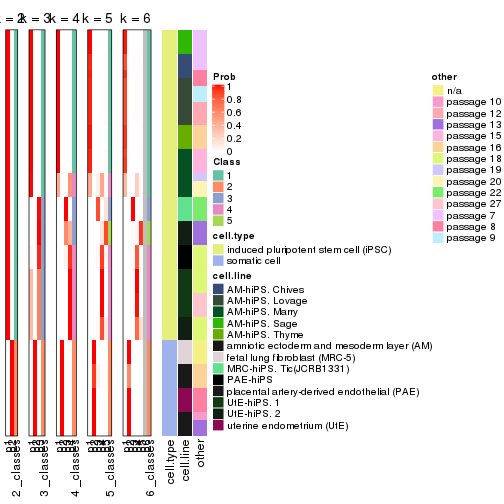 k = 2
k = 3
k = 4
k = 5
k = 6
Prob
1
0.8
0.6
0.4
0.2
0
Class
1
2
3
4
5
cell.type
induced pluripotent stem cell (iPSC)
somatic cell
cell.line
AM-hiPS. Chives
AM-hiPS. Lovage
AM-hiPS. Marry
AM-hiPS. Sage
AM-hiPS. Thyme
amniotic ectoderm and mesoderm layer (AM)
fetal lung fibroblast (MRC-5)
MRC-hiPS. Tic(JCRB1331)
PAE-hiPS
placental artery-derived endothelial (PAE)
UtE-hiPS. 1
UtE-hiPS. 2
uterine endometrium (UtE)
other
n/a
passage 10
passage 12
passage 13
passage 15
passage 16
passage 18
passage 19
passage 20
passage 22
passage 27
passage 7
passage 8
passage 9
2_classes
3_classes
4_classes
5_classes
6_classes
cell.type
cell.line
other